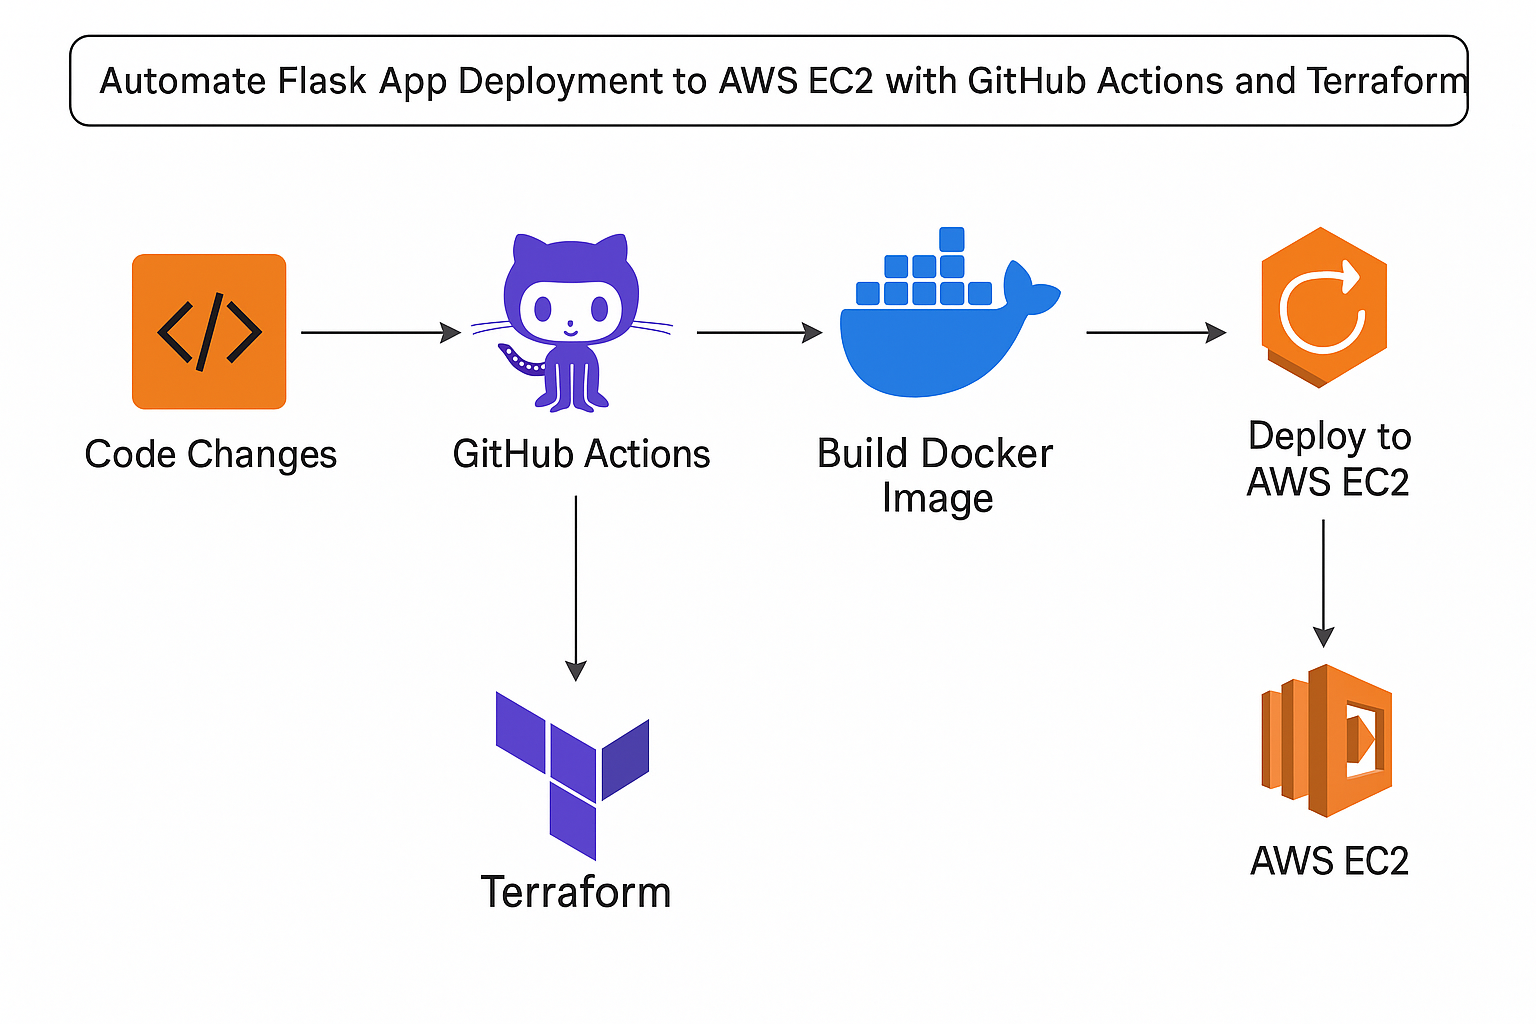 Automate Flask App Deployment to AWS EC2 with GitHub Actions and Terraform
Code Changes
GitHub Actions
Build Docker
Image
Deploy to
AWS EC2
Terraform
AWS EC2